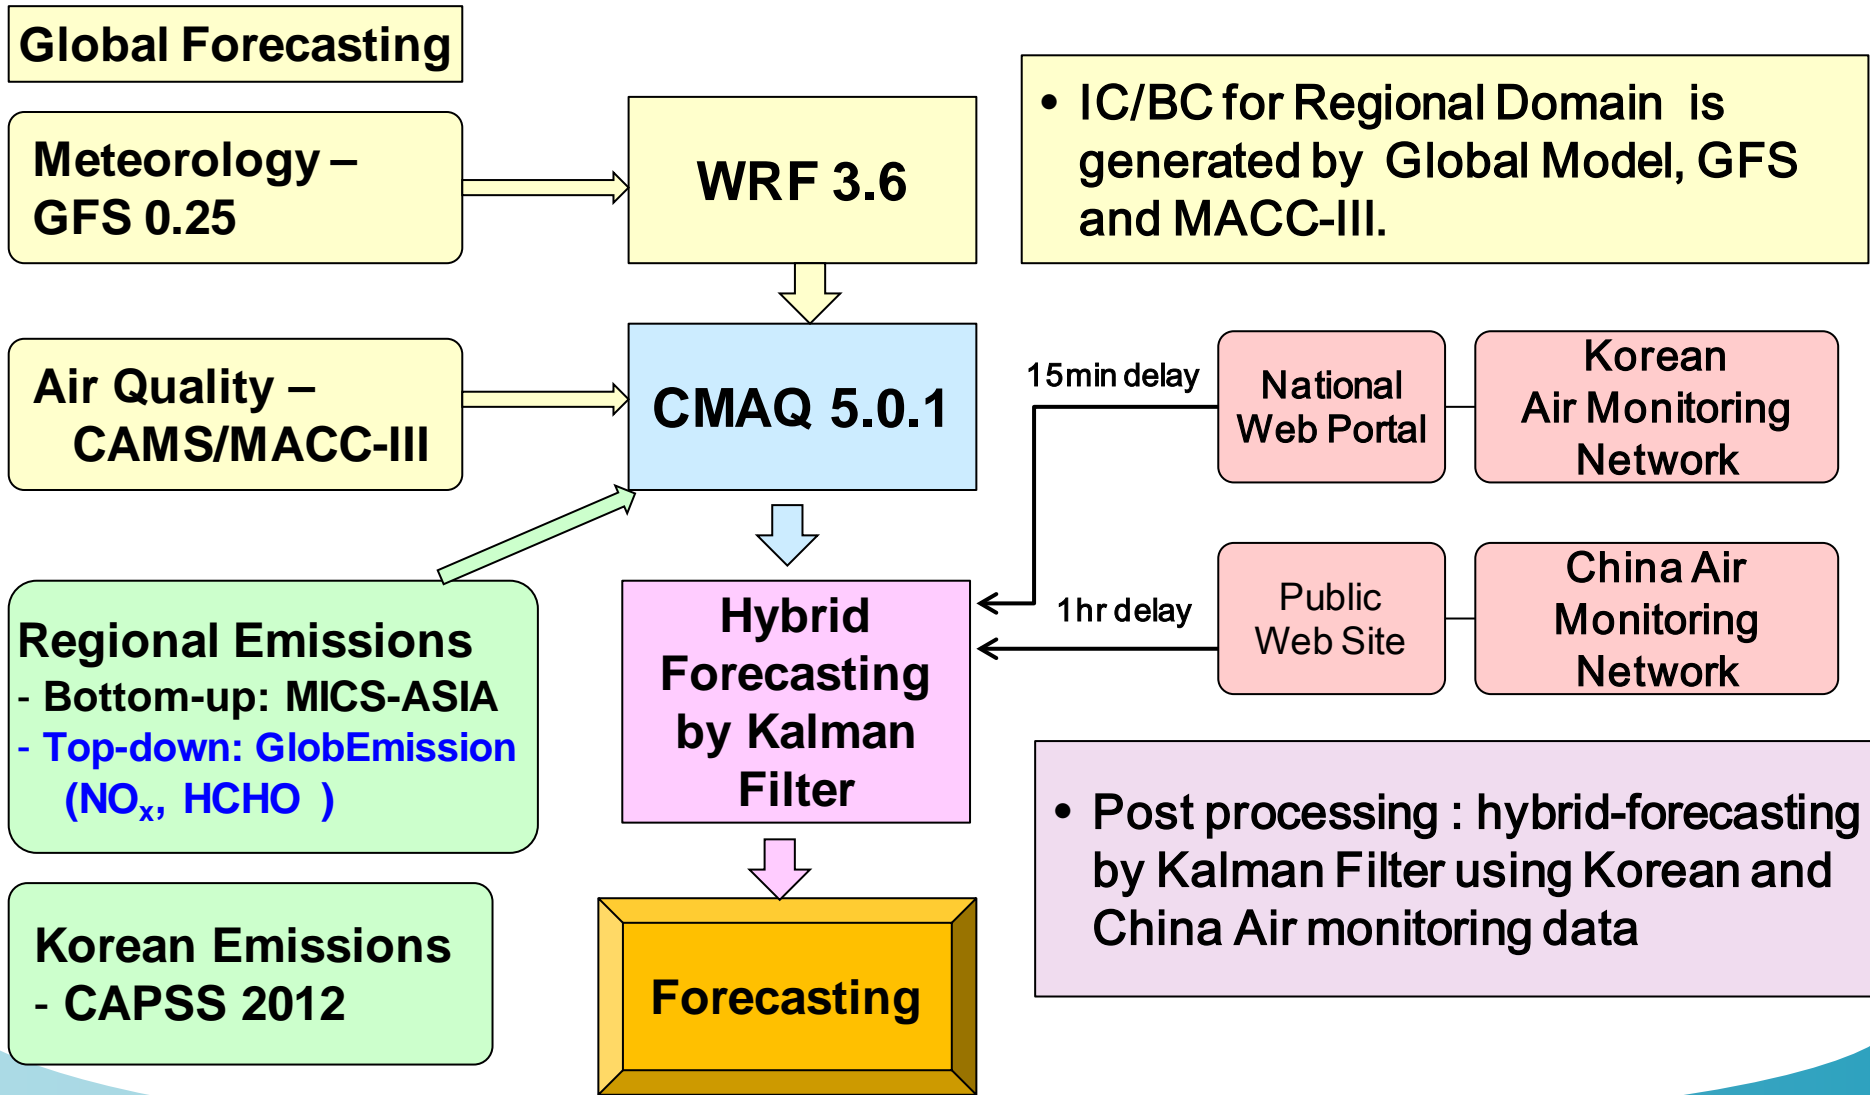 Global Forecasting
Meteorology –
GFS 0.25
WRF 3.6
• IC/BC for Regional Domain is
generated by Global Model, GFS
and MACC-III.
Air Quality –
CAMS/MACC-III
CMAQ 5.0.1
15min delay
National
Web Portal
Korean
Air Monitoring
Network
Regional Emissions
- Bottom-up: MICS-ASIA
- Top-down: GlobEmission
(NOx, HCHO )
Hybrid
Forecasting
by Kalman
Filter
1hr delay
Public
Web Site
China Air
Monitoring
Network
• Post processing : hybrid-forecasting
by Kalman Filter using Korean and
China Air monitoring data
Korean Emissions
- CAPSS 2012
Forecasting